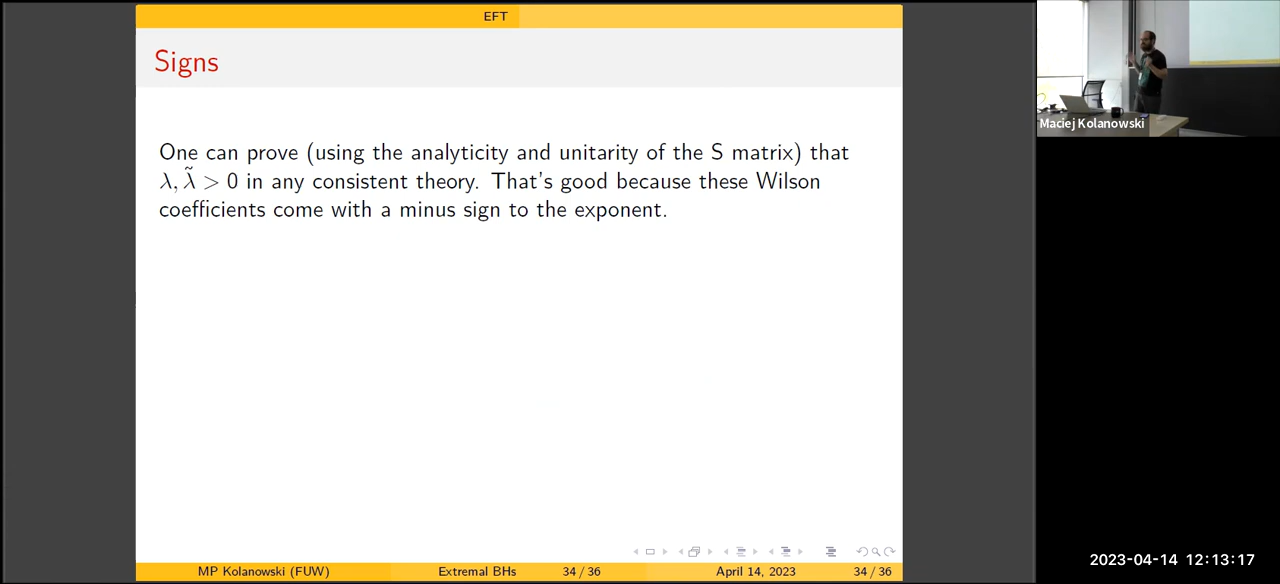 EFT
Signs
One can prove (using the analyticity and unitarity of the S matrix) that
λ, λ̃ > 0 in any consistent theory. That's good because these Wilson
coefficients come with a minus sign to the exponent.
MP Kolanowski (FUW) Extremal BHs 34 / 36 April 14, 2023 34 / 36
Maciej Kolanowski
2023-04-14 12:13:17